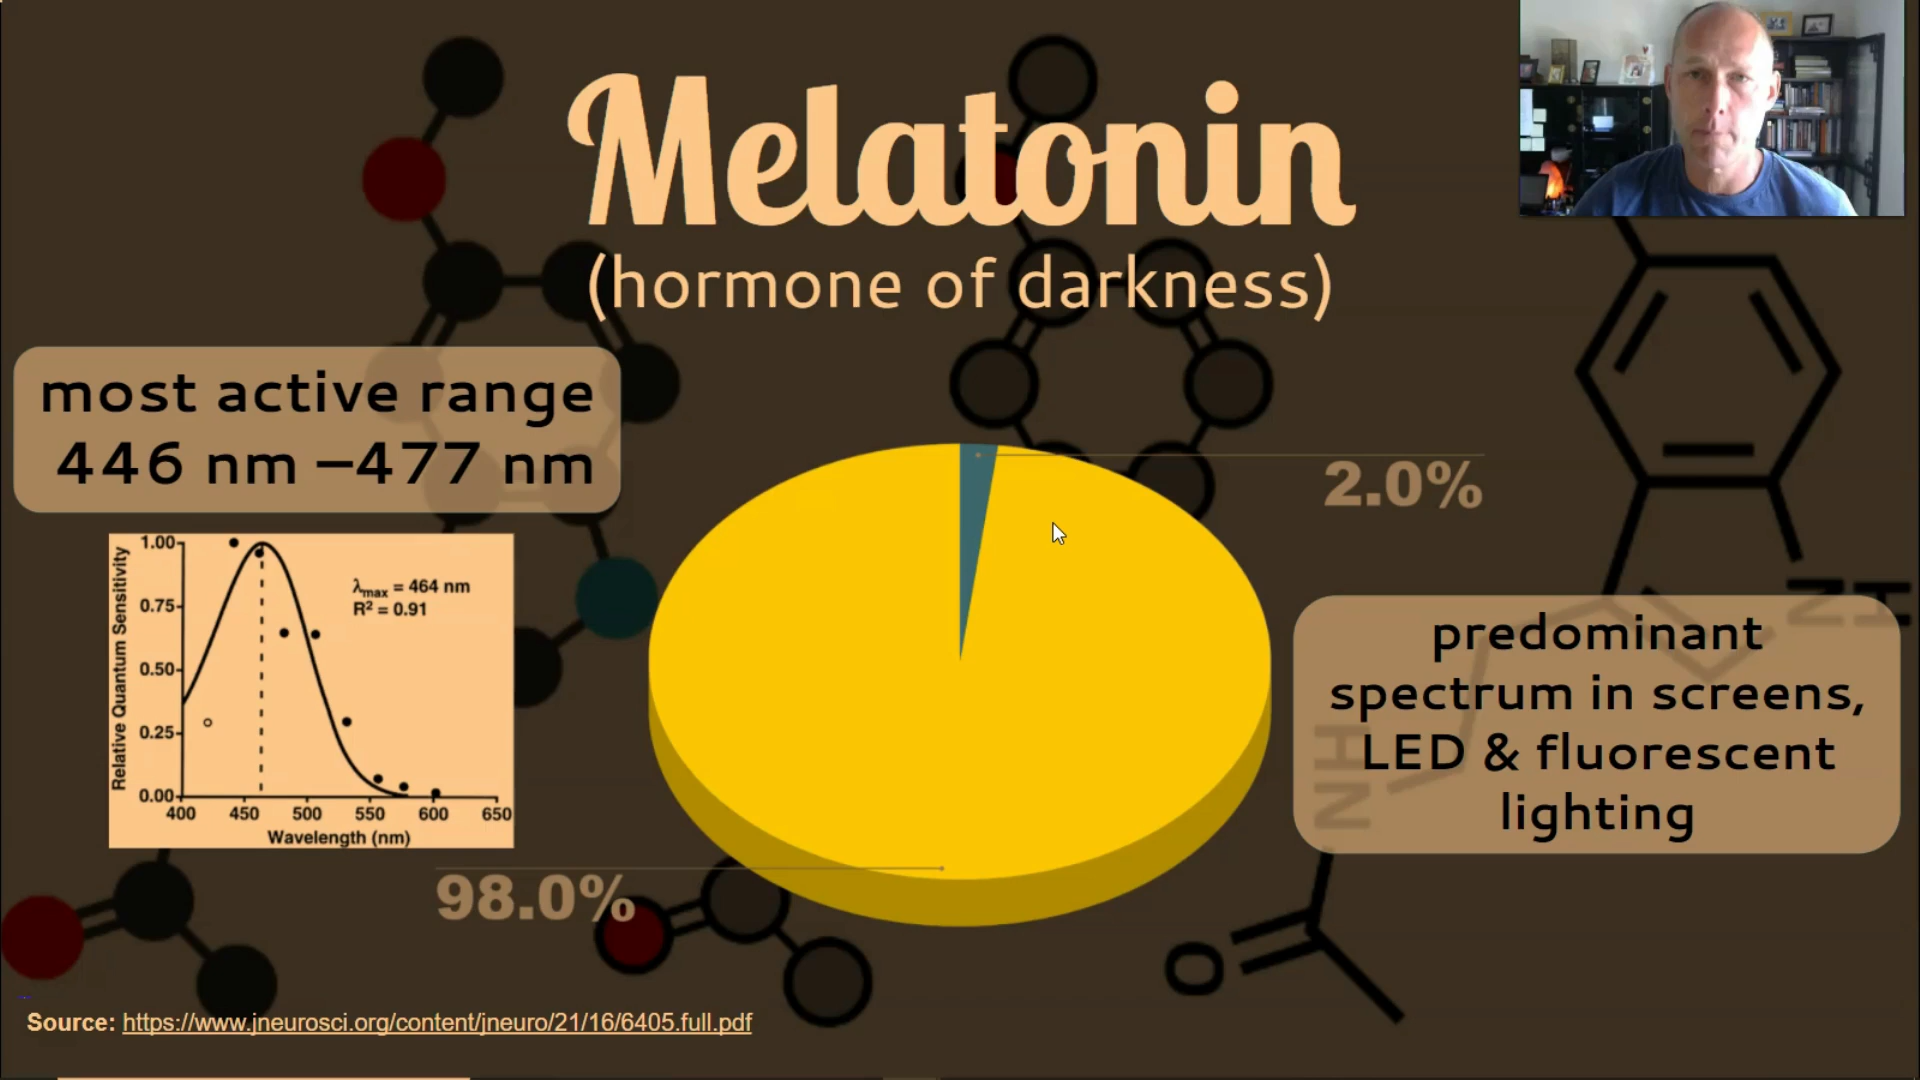 Melatonin
(hormone of darkness)
most active range
446 nm –477 nm
2.0%
1.00
0.75
0.50
0.25
0.00
Relative Quantum Sensitivity
λmax = 464 nm
R² = 0.91
400 450 500 550 600 650
Wavelength (nm)
predominant
spectrum in screens,
LED & fluorescent
lighting
98.0%
HN
NH
O
Source: https://www.jneurosci.org/content/jneuro/21/16/6405.full.pdf